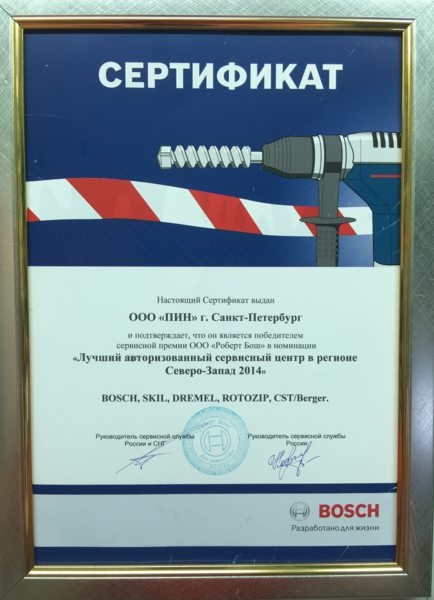 СЕРТИФИКАТ
Настоящий Сертификат выдан
ООО «ПИН» г. Санкт-Петербург
и подтверждает, что он является победителем
сервисной премии ООО «Роберт Бош» в номинации
«Лучший авторизованный сервисный центр в регионе
Северо-Запад 2014»
BOSCH, SKIL, DREMEL, ROTOZIP, CST/Berger.
Руководитель сервисной службы
России и СНГ
Руководитель сервисной службы
России
BOSCH
Разработано для жизни